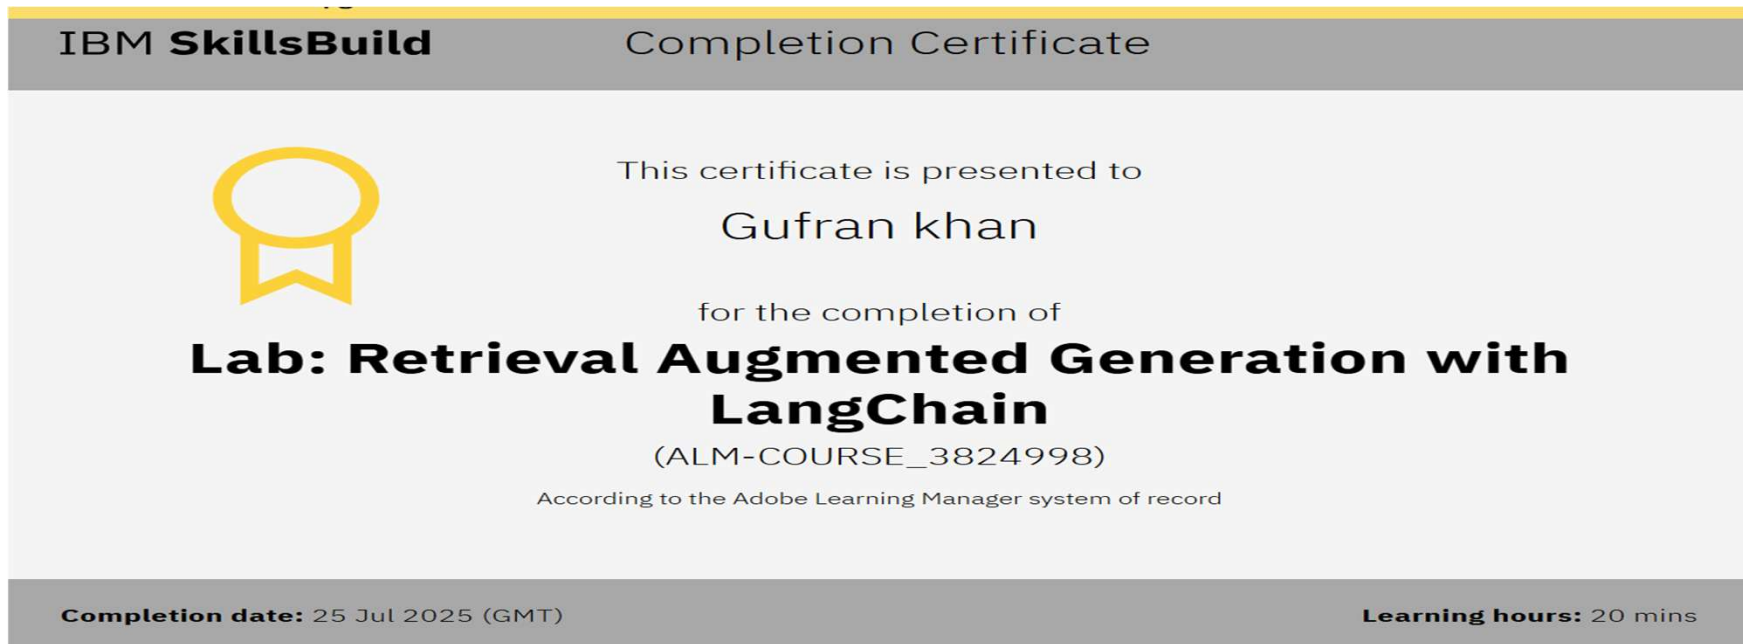 IBM SkillsBuild
Completion Certificate
This certificate is presented to
Gufran khan
for the completion of
Lab: Retrieval Augmented Generation with
LangChain
(ALM-COURSE_3824998)
According to the Adobe Learning Manager system of record
Completion date: 25 Jul 2025 (GMT)
Learning hours: 20 mins